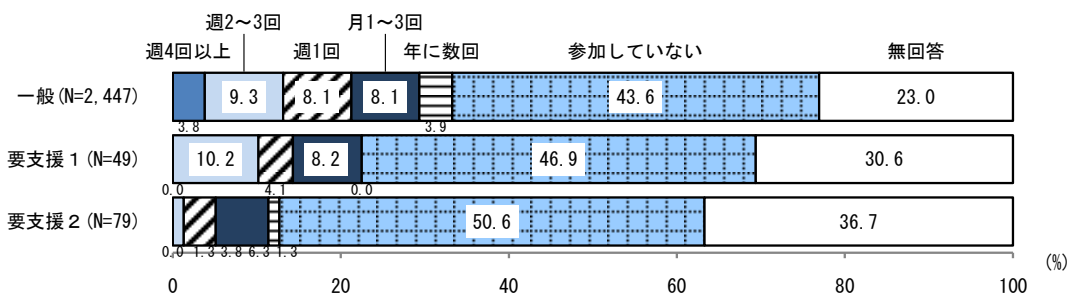 週2～3回 月1～3回
週4回以上 週1回 年に数回 参加していない 無回答
一般(N=2,447) 9.3 8.1 8.1 43.6 23.0
3.8 3.9
要支援１(N=49) 10.2 8.2 46.9 30.6
0.0 4.1 0.0
要支援２(N=79) 50.6 36.7
0.0 1.3 3.8 6.3 1.3
(%)
0 20 40 60 80 100